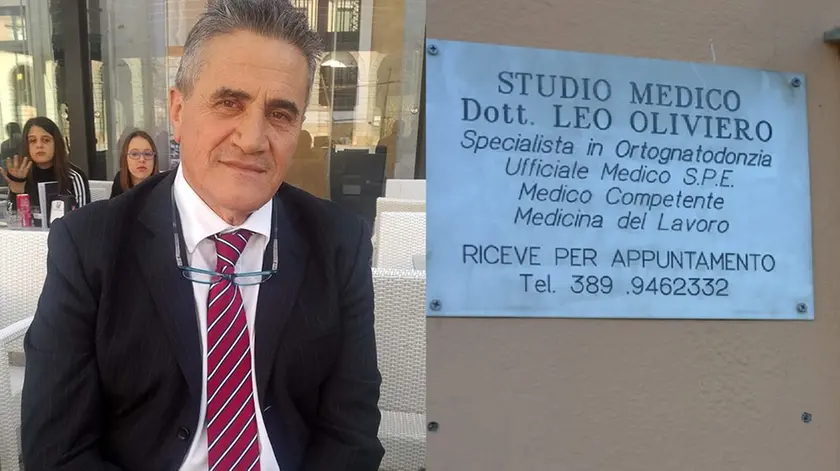 STUDIO MEDICO
Dott. LEO OLIVIERO
Specialista in Ortognatodonzia
Ufficiale Medico S.P.E.
Medico Competente
Medicina del Lavoro
RICEVE PER APPUNTAMENTO
Tel. 389 .9462332